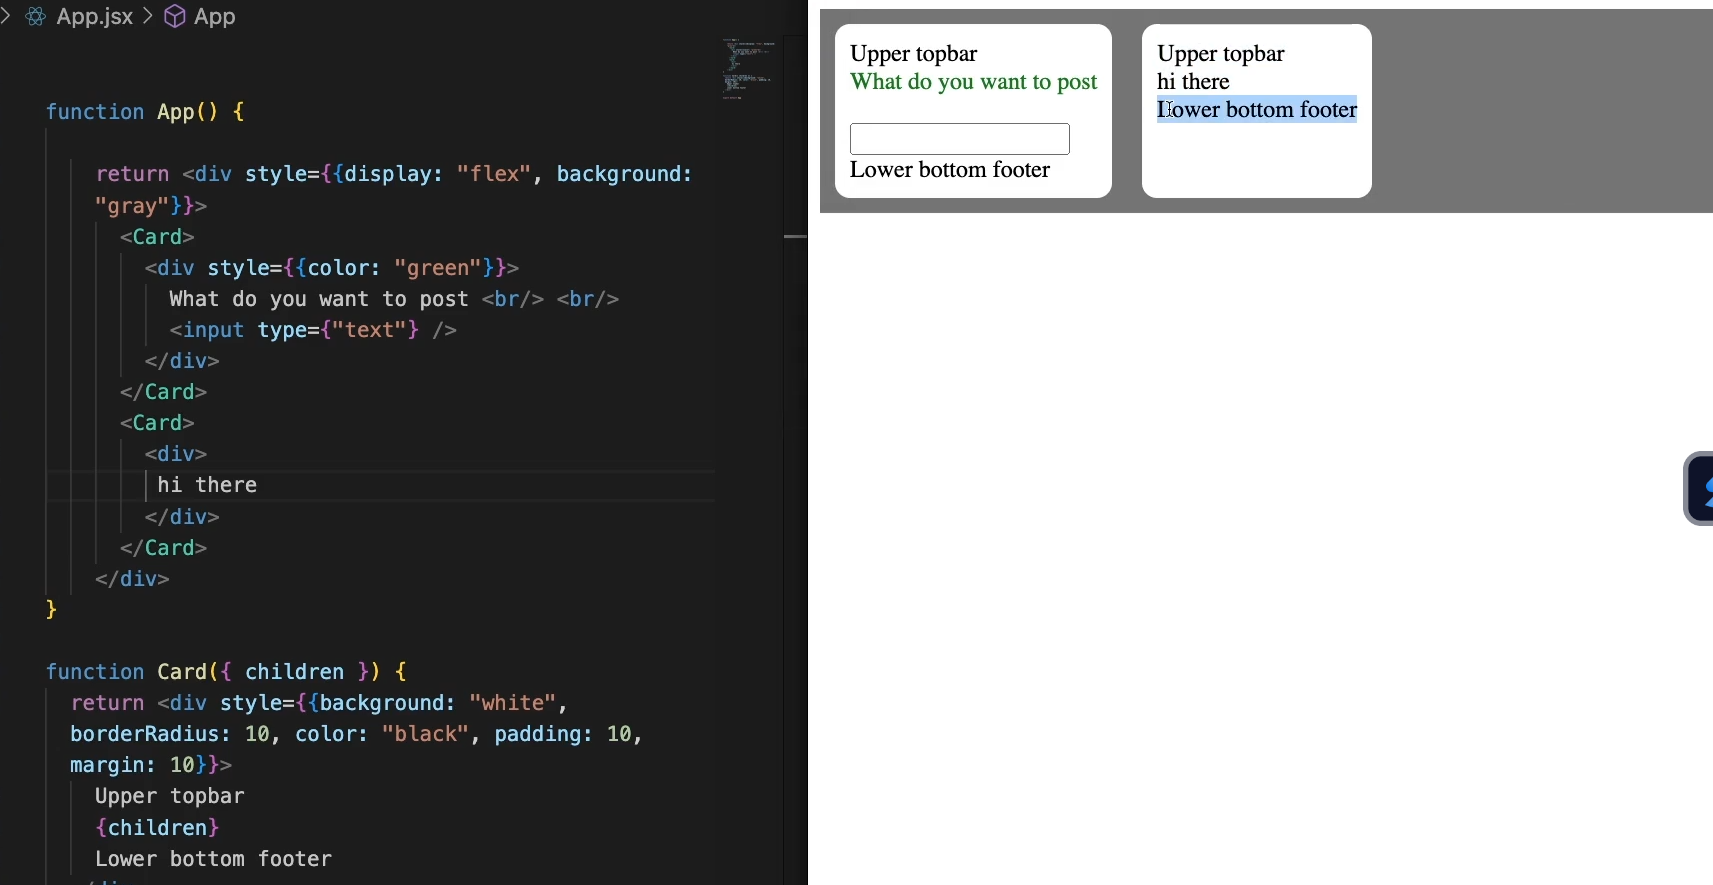 App.jsx > App
function App() {
return <div style={{display: "flex", background:
"gray"}}>
<Card>
<div style={{color: "green"}}>
What do you want to post <br/> <br/>
<input type={"text"} />
</div>
</Card>
<Card>
<div>
hi there
</div>
</Card>
</div>
}
function Card({ children }) {
return <div style={{background: "white",
borderRadius: 10, color: "black", padding: 10,
margin: 10}}>
Upper topbar
{children}
Lower bottom footer
Upper topbar
What do you want to post
Lower bottom footer
Upper topbar
hi there
Lower bottom footer